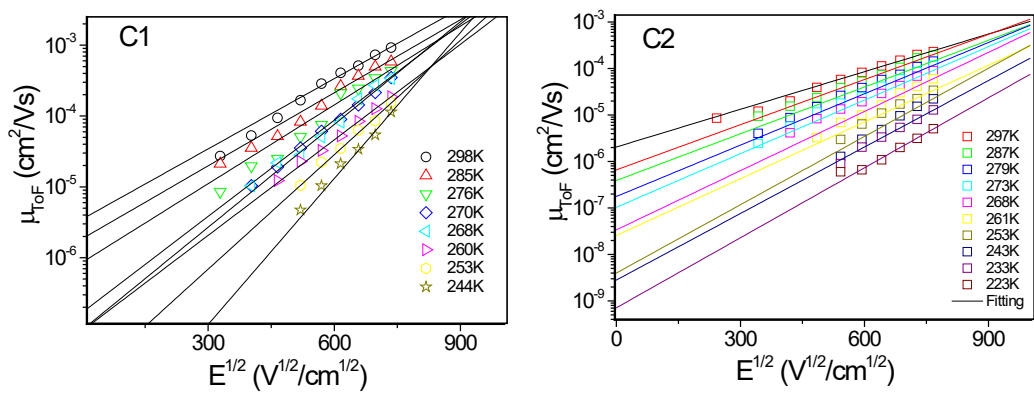 C1
10⁻³
10⁻⁴
10⁻⁵
10⁻⁶
μ_ToF (cm²/Vs)
298K
285K
276K
270K
268K
260K
253K
244K
300 600 900
E^1/2 (V^1/2/cm^1/2)
C2
10⁻³
10⁻⁴
10⁻⁵
10⁻⁶
10⁻⁷
10⁻⁸
10⁻⁹
μ_ToF (cm²/Vs)
297K
287K
279K
273K
268K
261K
253K
243K
233K
223K
Fitting
0 300 600 900
E^1/2 (V^1/2/cm^1/2)